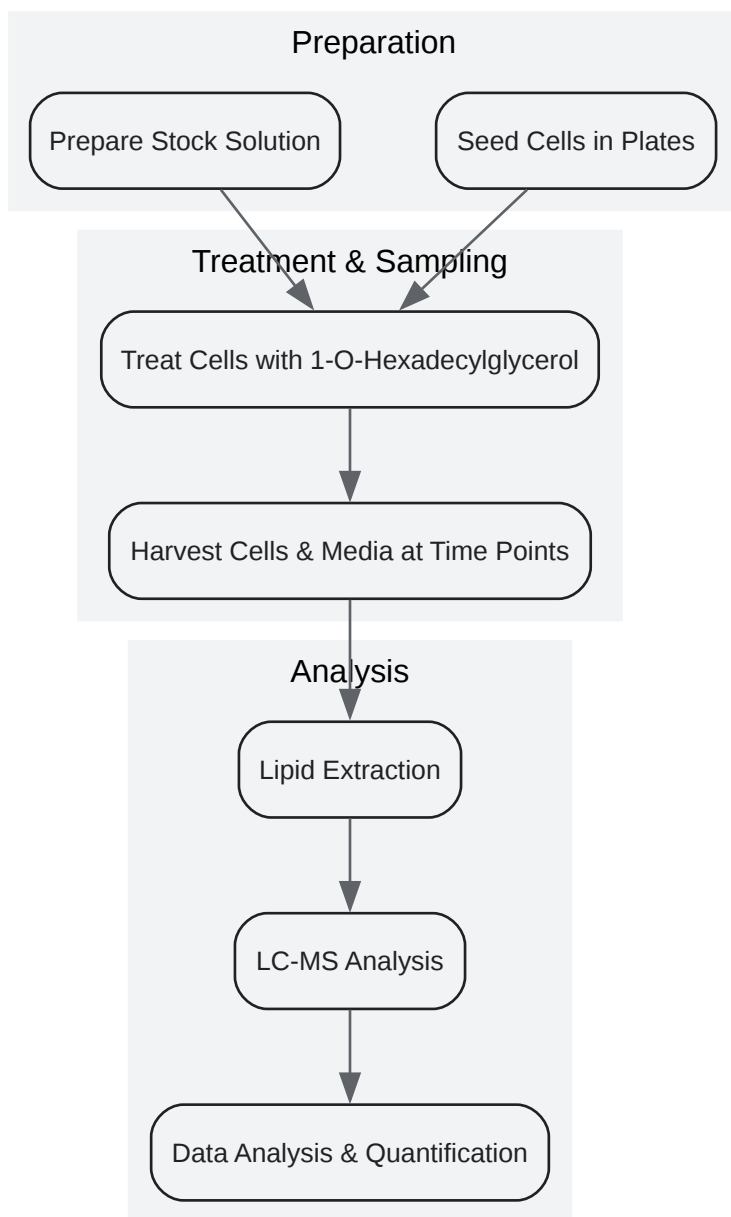 Preparation
Prepare Stock Solution
Seed Cells in Plates
Treatment & Sampling
Treat Cells with 1-O-Hexadecylglycerol
Harvest Cells & Media at Time Points
Analysis
Lipid Extraction
LC-MS Analysis
Data Analysis & Quantification